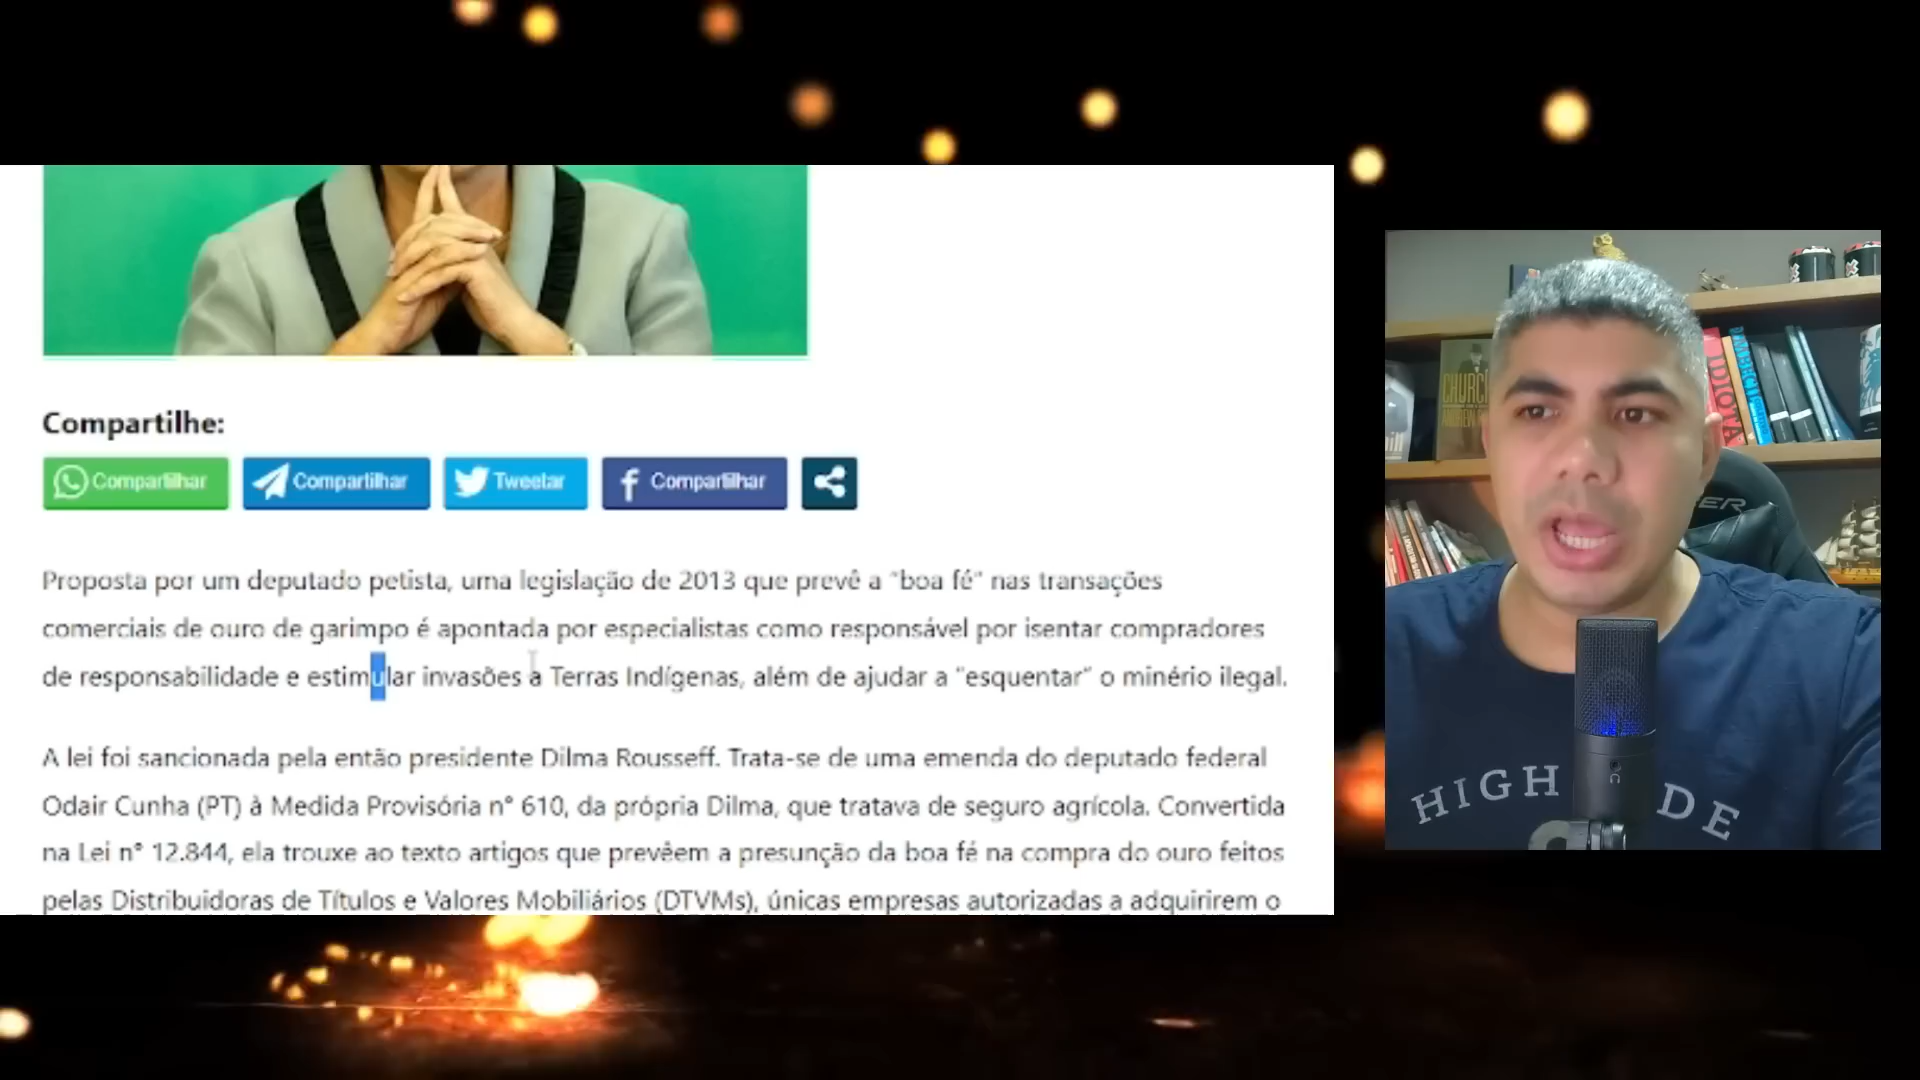 Compartilhe:
Compartilhar Compartilhar Tweetar Compartilhar
Proposta por um deputado petista, uma legislação de 2013 que prevê a "boa fé" nas transações
comerciais de ouro de garimpo é apontada por especialistas como responsável por isentar compradores
de responsabilidade e estimular invasões a Terras Indígenas, além de ajudar a "esquentar" o minério ilegal.
A lei foi sancionada pela então presidente Dilma Rousseff. Trata-se de uma emenda do deputado federal
Odair Cunha (PT) à Medida Provisória n° 610, da própria Dilma, que tratava de seguro agrícola. Convertida
na Lei n° 12.844, ela trouxe ao texto artigos que prevêem a presunção da boa fé na compra do ouro feitos
pelas Distribuidoras de Títulos e Valores Mobiliários (DTVMs), únicas empresas autorizadas a adquirirem o
IDIOTA
HIGH DE